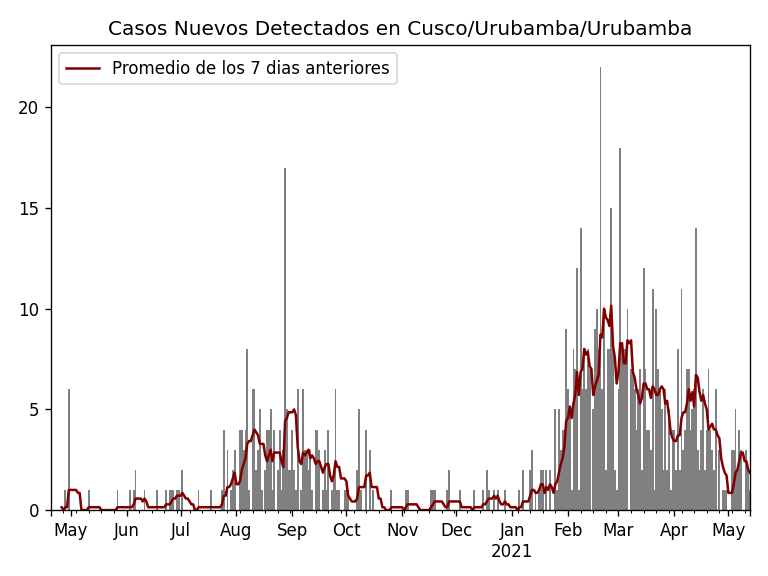 Casos Nuevos Detectados en Cusco/Urubamba/Urubamba
Promedio de los 7 dias anteriores
20
15
10
5
0
May Jun Jul Aug Sep Oct Nov Dec Jan Feb Mar Apr May
2021